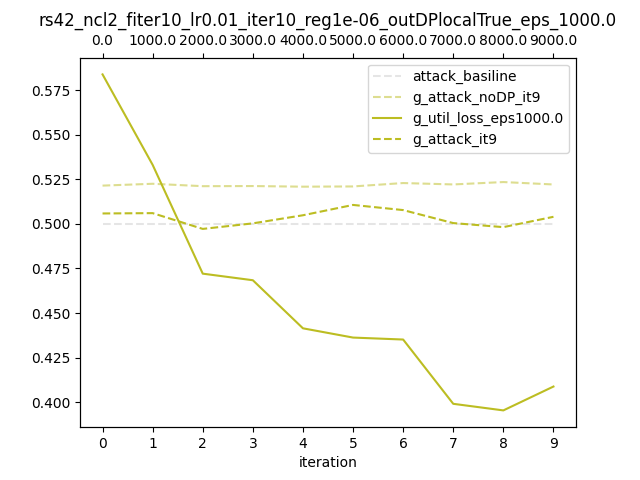 rs42_ncl2_fiter10_lr0.01_iter10_reg1e-06_outDPlocalTrue_eps_1000.0
0.0 1000.0 2000.0 3000.0 4000.0 5000.0 6000.0 7000.0 8000.0 9000.0
attack_basiline
g_attack_noDP_it9
g_util_loss_eps1000.0
g_attack_it9
0.575
0.550
0.525
0.500
0.475
0.450
0.425
0.400
0 1 2 3 4 5 6 7 8 9
iteration